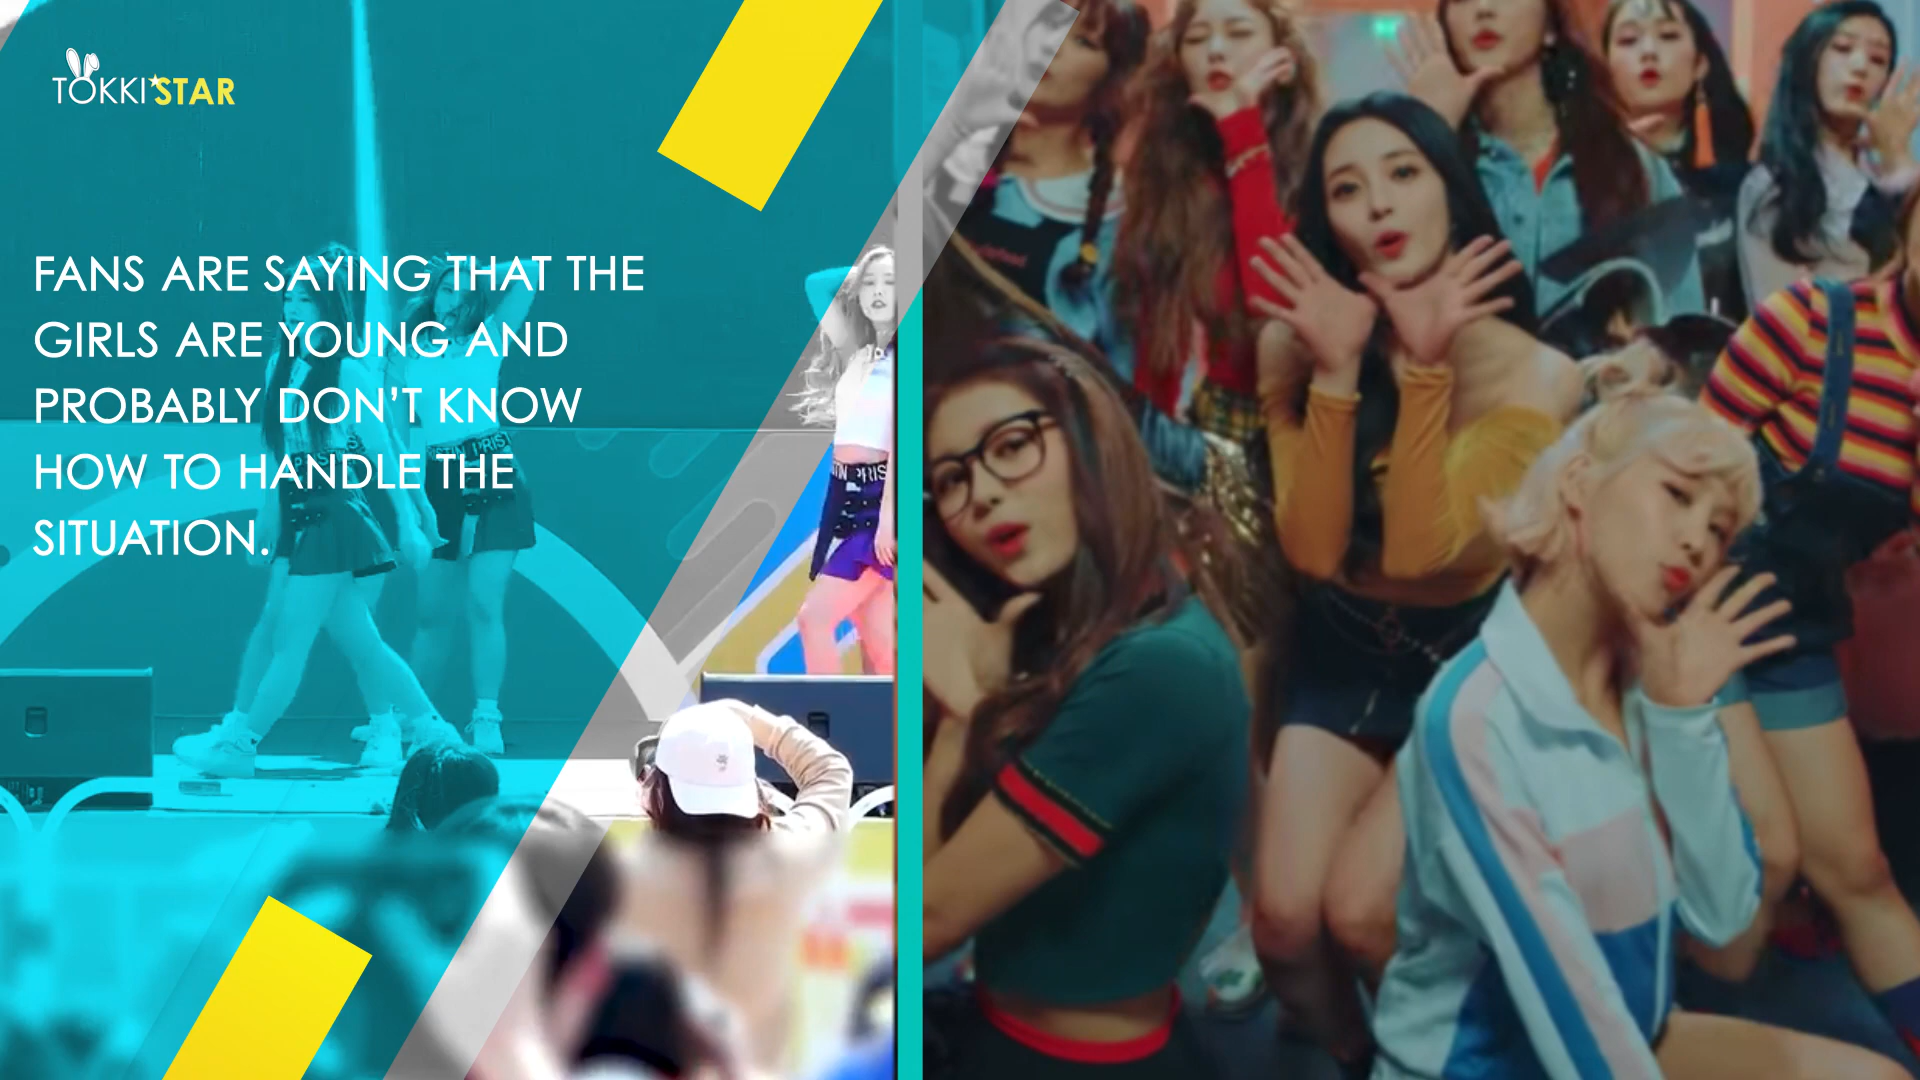 TOKKI STAR
FANS ARE SAYING THAT THE
GIRLS ARE YOUNG AND
PROBABLY DON'T KNOW
HOW TO HANDLE THE
SITUATION.